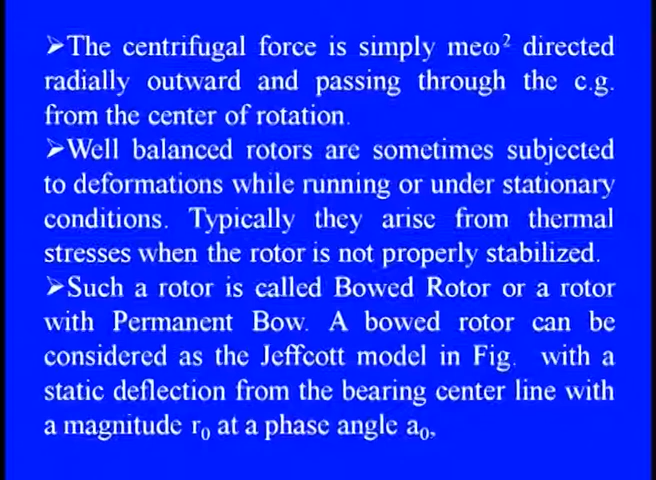 ➢The centrifugal force is simply meω² directed
radially outward and passing through the c.g.
from the center of rotation.
➢Well balanced rotors are sometimes subjected
to deformations while running or under stationary
conditions. Typically they arise from thermal
stresses when the rotor is not properly stabilized.
➢Such a rotor is called Bowed Rotor or a rotor
with Permanent Bow. A bowed rotor can be
considered as the Jeffcott model in Fig. with a
static deflection from the bearing center line with
a magnitude r₀ at a phase angle a₀,